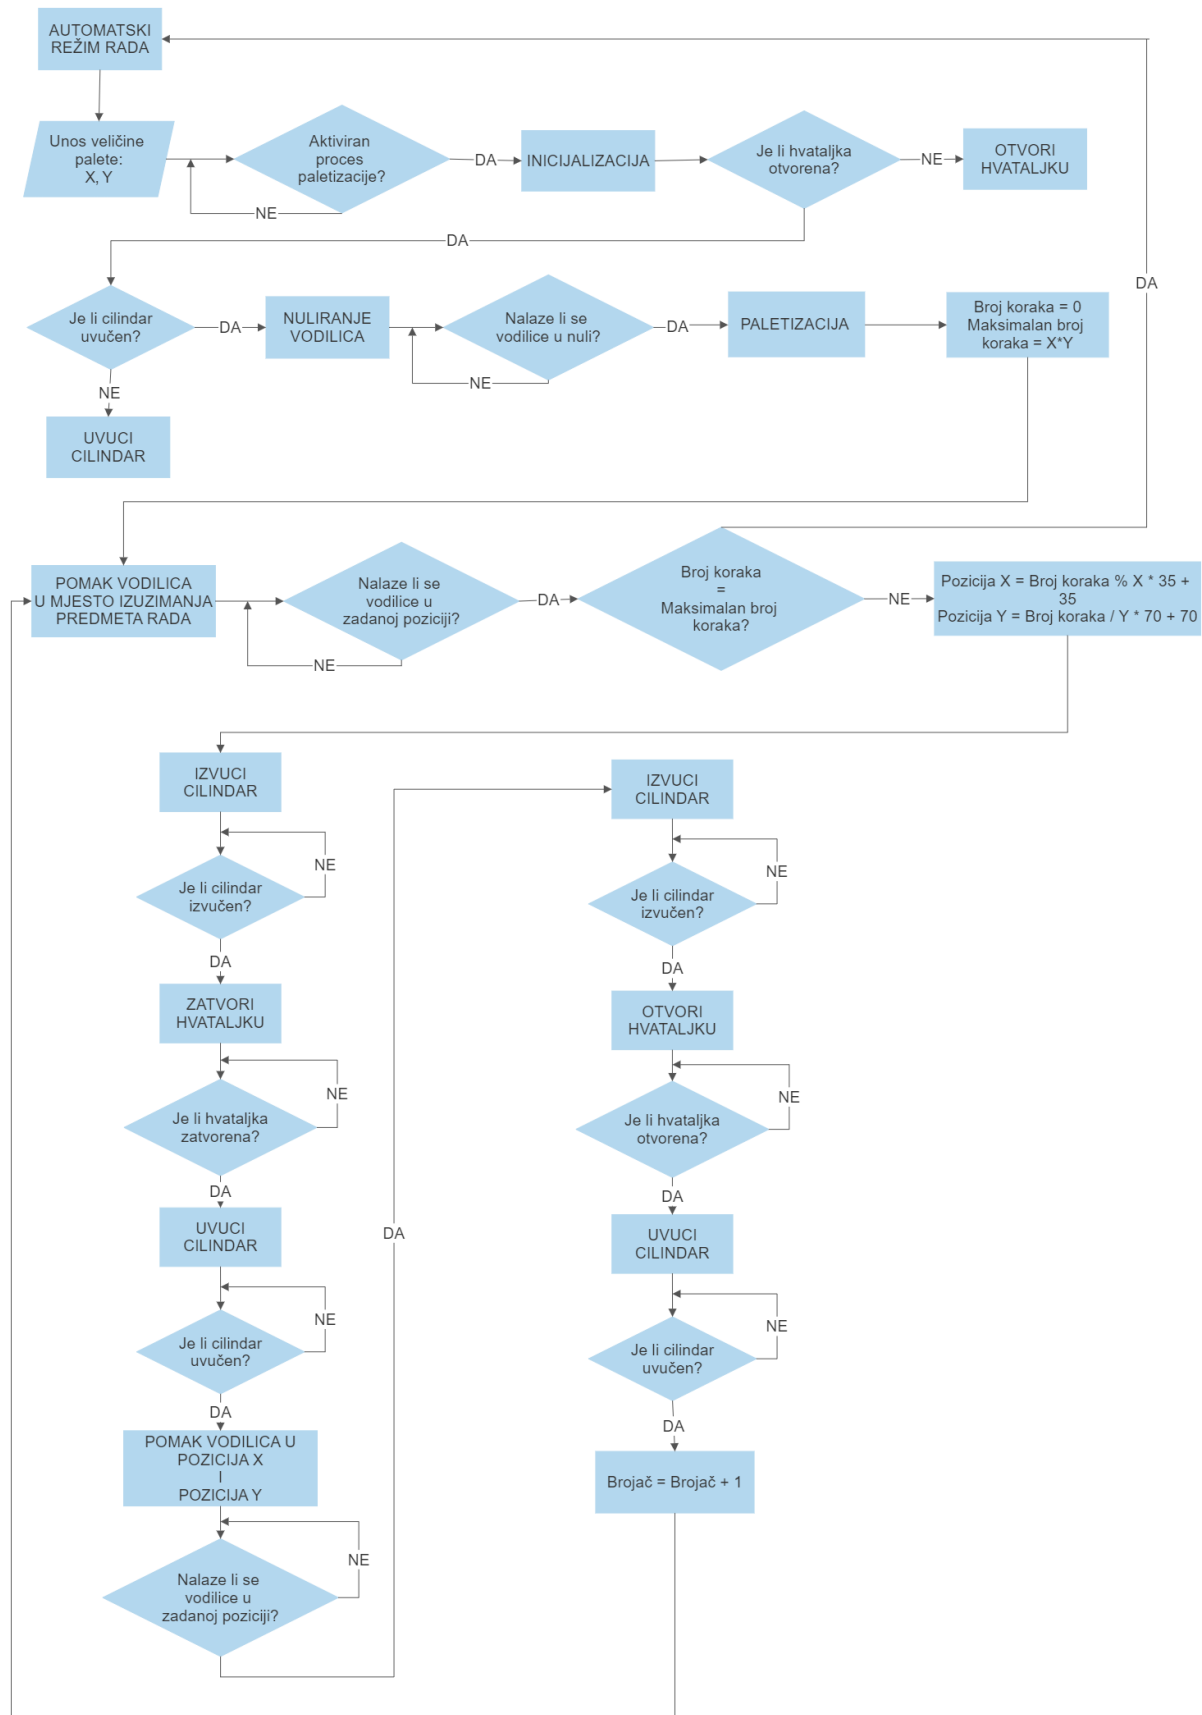 AUTOMATSKI
REŽIM RADA
Unos veličine
palete:
X, Y
Aktiviran
proces
paletizacije?
NE
DA
INICIJALIZACIJA
Je li hvataljka
otvorena?
NE
OTVORI
HVATALJKU
DA
Je li cilindar
uvučen?
DA
NE
UVUCI
CILINDAR
NULIRANJE
VODILICA
Nalaze li se
vodilice u nuli?
NE
DA
PALETIZACIJA
Broj koraka = 0
Maksimalan broj
koraka = X*Y
DA
POMAK VODILICA
U MJESTO IZUZIMANJA
PREDMETA RADA
Nalaze li se
vodilice u
zadanoj poziciji?
NE
DA
Broj koraka
=
Maksimalan broj
koraka?
NE
Pozicija X = Broj koraka % X * 35 +
35
Pozicija Y = Broj koraka / Y * 70 + 70
IZVUCI
CILINDAR
NE
Je li cilindar
izvučen?
DA
ZATVORI
HVATALJKU
NE
Je li hvataljka
zatvorena?
DA
UVUCI
CILINDAR
NE
Je li cilindar
uvučen?
DA
POMAK VODILICA U
POZICIJA X
I
POZICIJA Y
NE
Nalaze li se
vodilice u
zadanoj poziciji?
DA
IZVUCI
CILINDAR
NE
Je li cilindar
izvučen?
DA
OTVORI
HVATALJKU
NE
Je li hvataljka
otvorena?
DA
UVUCI
CILINDAR
NE
Je li cilindar
uvučen?
DA
Brojač = Brojač + 1